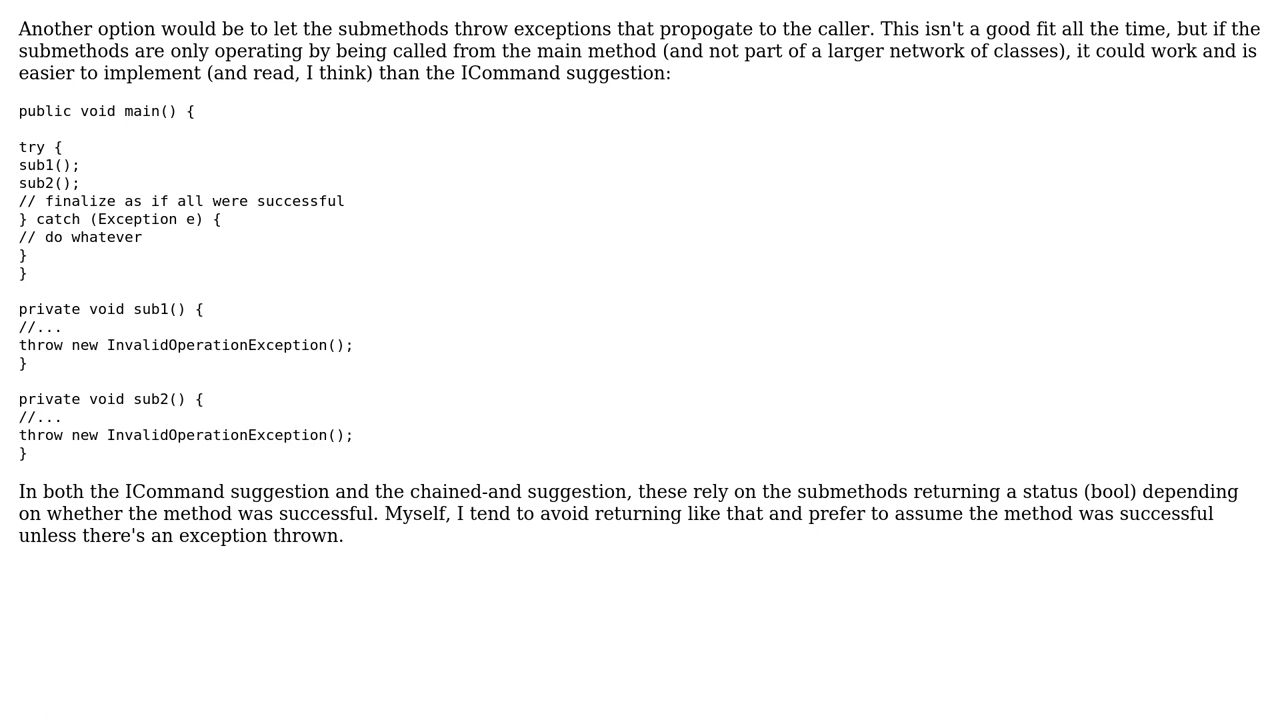 Another option would be to let the submethods throw exceptions that propogate to the caller. This isn't a good fit all the time, but if the
submethods are only operating by being called from the main method (and not part of a larger network of classes), it could work and is
easier to implement (and read, I think) than the ICommand suggestion:
public void main() {
try {
sub1();
sub2();
// finalize as if all were successful
} catch (Exception e) {
// do whatever
}
}
private void sub1() {
//...
throw new InvalidOperationException();
}
private void sub2() {
//...
throw new InvalidOperationException();
}
In both the ICommand suggestion and the chained-and suggestion, these rely on the submethods returning a status (bool) depending
on whether the method was successful. Myself, I tend to avoid returning like that and prefer to assume the method was successful
unless there's an exception thrown.